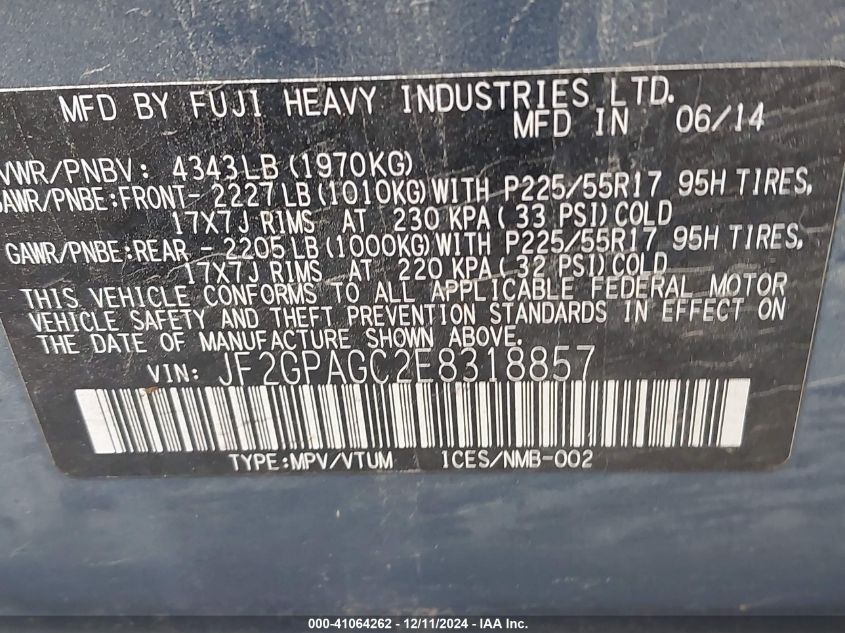 MFD BY FUJI HEAVY INDUSTRIES LTD.
MFD IN 06/14
VWR/PNBV: 4343LB(1970KG)
GAWR/PNBE:FRONT- 2227LB(1010KG)WITH P225/55R17 95H TIRES,
17X7J RIMS AT 230 KPA(33 PSI)COLD
GAWR/PNBE:REAR - 2205LB(1000KG)WITH P225/55R17 95H TIRES,
17X7J RIMS AT 220 KPA(32 PSI)COLD
THIS VEHICLE CONFORMS TO ALL APPLICABLE FEDERAL MOTOR
VEHICLE SAFETY AND THEFT PREVENTION STANDARDS IN EFFECT ON
THE DATE OF MANUFACTURE SHOWN ABOVE.
VIN: JF2GPAGC2E8318857
TYPE:MPV/VTUM ICES/NMB-002
000-41064262 - 12/11/2024 - IAA Inc.